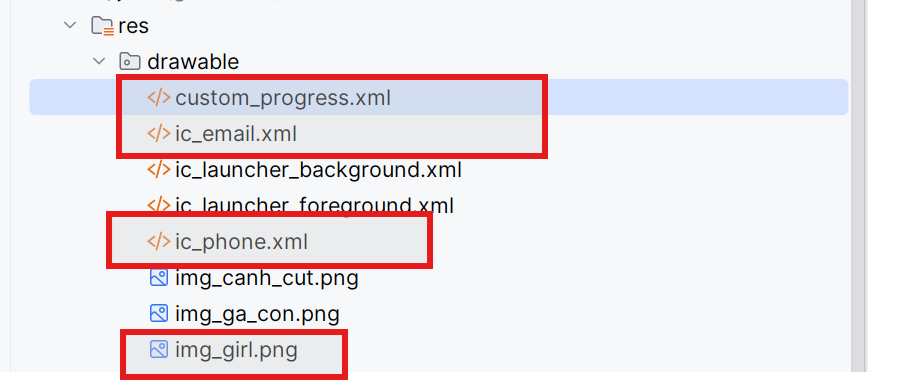 res
drawable
custom_progress.xml
ic_email.xml
ic_launcher_background.xml
ic_launcher_foreground.xml
ic_phone.xml
img_canh_cut.png
img_ga_con.png
img_girl.png